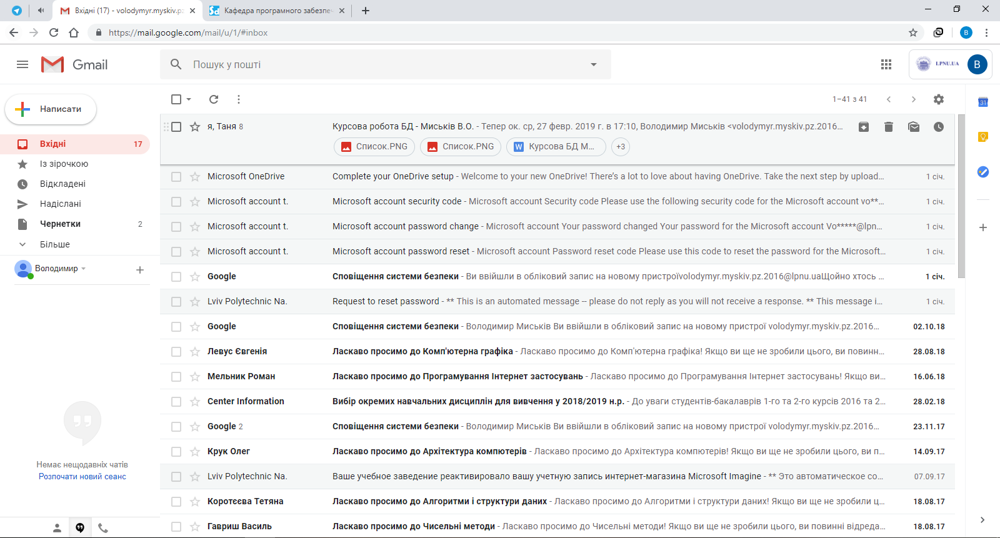 Вхідні (17) - volodymyr.myskiv.pz
Кафедра програмного забезпеч
https://mail.google.com/mail/u/1/#inbox
B
Gmail
Пошук у пошті
LPNU.UA
B
Написати
1–41 з 41
31
Вхідні 17
Із зірочкою
Відкладені
Надіслані
Чернетки 2
Більше
Володимир
Немає нещодавніх чатів
Розпочати новий сеанс
я, Таня 8 Курсова робота БД - Миськів В.О. - Тепер ок. ср, 27 февр. 2019 г. в 17:10, Володимир Миськів <volodymyr.myskiv.pz.2016…
Список.PNG Список.PNG W Курсова БД М… +3
Microsoft OneDrive Complete your OneDrive setup - Welcome to your new OneDrive! There’s a lot to love about having OneDrive. Take the next step by upload… 1 січ.
Microsoft account t. Microsoft account security code - Microsoft account Security code Please use the following security code for the Microsoft account vo**… 1 січ.
Microsoft account t. Microsoft account password change - Microsoft account Your password changed Your password for the Microsoft account Vo*****@lpn… 1 січ.
Microsoft account t. Microsoft account password reset - Microsoft account Password reset code Please use this code to reset the password for the Microsoft… 1 січ.
Google Сповіщення системи безпеки - Ви ввійшли в обліковий запис на новому пристроїvolodymyr.myskiv.pz.2016@lpnu.uaЩойно хтось … 1 січ.
Lviv Polytechnic Na. Request to reset password - ** This is an automated message -- please do not reply as you will not receive a response. ** This message i… 1 січ.
Google Сповіщення системи безпеки - Володимир Миськів Ви ввійшли в обліковий запис на новому пристрої volodymyr.myskiv.pz.2016… 02.10.18
Левус Євгенія Ласкаво просимо до Комп'ютерна графіка - Ласкаво просимо до Комп'ютерна графіка! Якщо ви ще не зробили цього, ви повинн… 28.08.18
Мельник Роман Ласкаво просимо до Програмування Інтернет застосувань - Ласкаво просимо до Програмування Інтернет застосувань! Якщо ви… 16.06.18
Center Information Вибір окремих навчальних дисциплін для вивчення у 2018/2019 н.р. - До уваги студентів-бакалаврів 1-го та 2-го курсів 2016 та 2… 28.02.18
Google 2 Сповіщення системи безпеки - Володимир Миськів Ви ввійшли в обліковий запис на новому пристрої volodymyr.myskiv.pz.2016… 23.11.17
Крук Олег Ласкаво просимо до Архітектура компютерів - Ласкаво просимо до Архітектура компютерів! Якщо ви ще не зробили цього, ви п… 14.09.17
Lviv Polytechnic Na. Ваше учебное заведение реактивировало вашу учетную запись интернет-магазина Microsoft Imagine - ** Это автоматическое со… 07.09.17
Коротєєва Тетяна Ласкаво просимо до Алгоритми і структури даних - Ласкаво просимо до Алгоритми і структури даних! Якщо ви ще не зробили ц… 18.08.17
Гавриш Василь Ласкаво просимо до Чисельні методи - Ласкаво просимо до Чисельні методи! Якщо ви ще не зробили цього, ви повинні відреда… 18.08.17